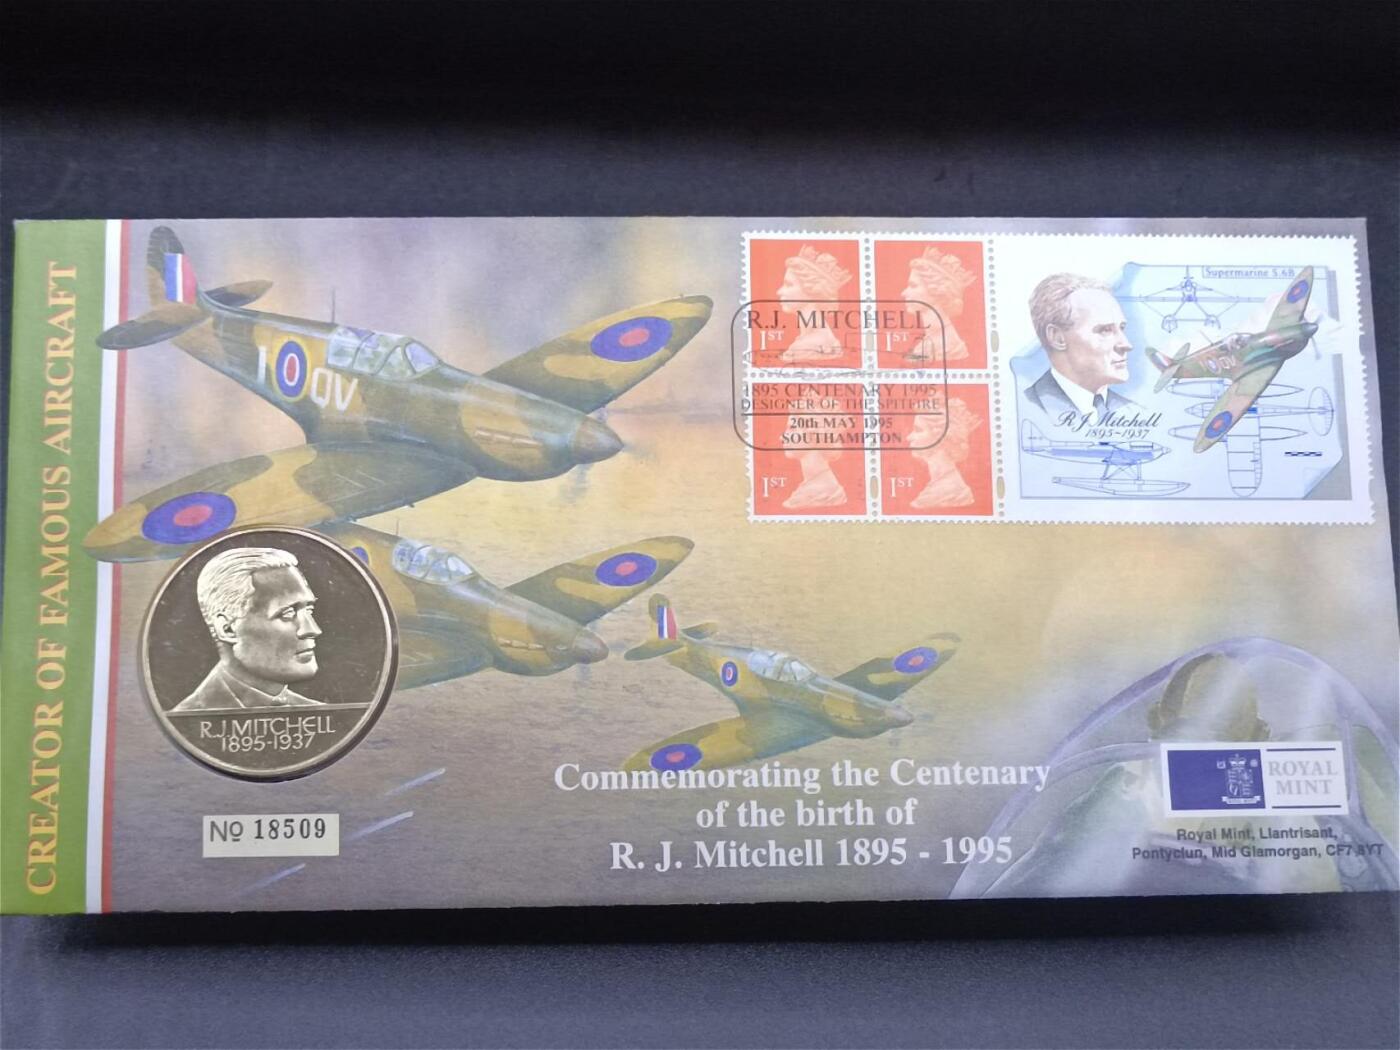 CREATOR OF FAMOUS AIRCRAFT
I QV
R.J. MITCHELL
1ST 1ST
1895 CENTENARY 1995
DESIGNER OF THE SPITFIRE
20th MAY 1995
SOUTHAMPTON
1ST 1ST
Supermarine S.6B
R J Mitchell
1895-1937
R.J.MITCHELL
1895-1937
No 18509
Commemorating the Centenary
of the birth of
R. J. Mitchell 1895 - 1995
ROYAL
MINT
Royal Mint, Llantrisant,
Pontyclun, Mid Glamorgan, CF7 8YT